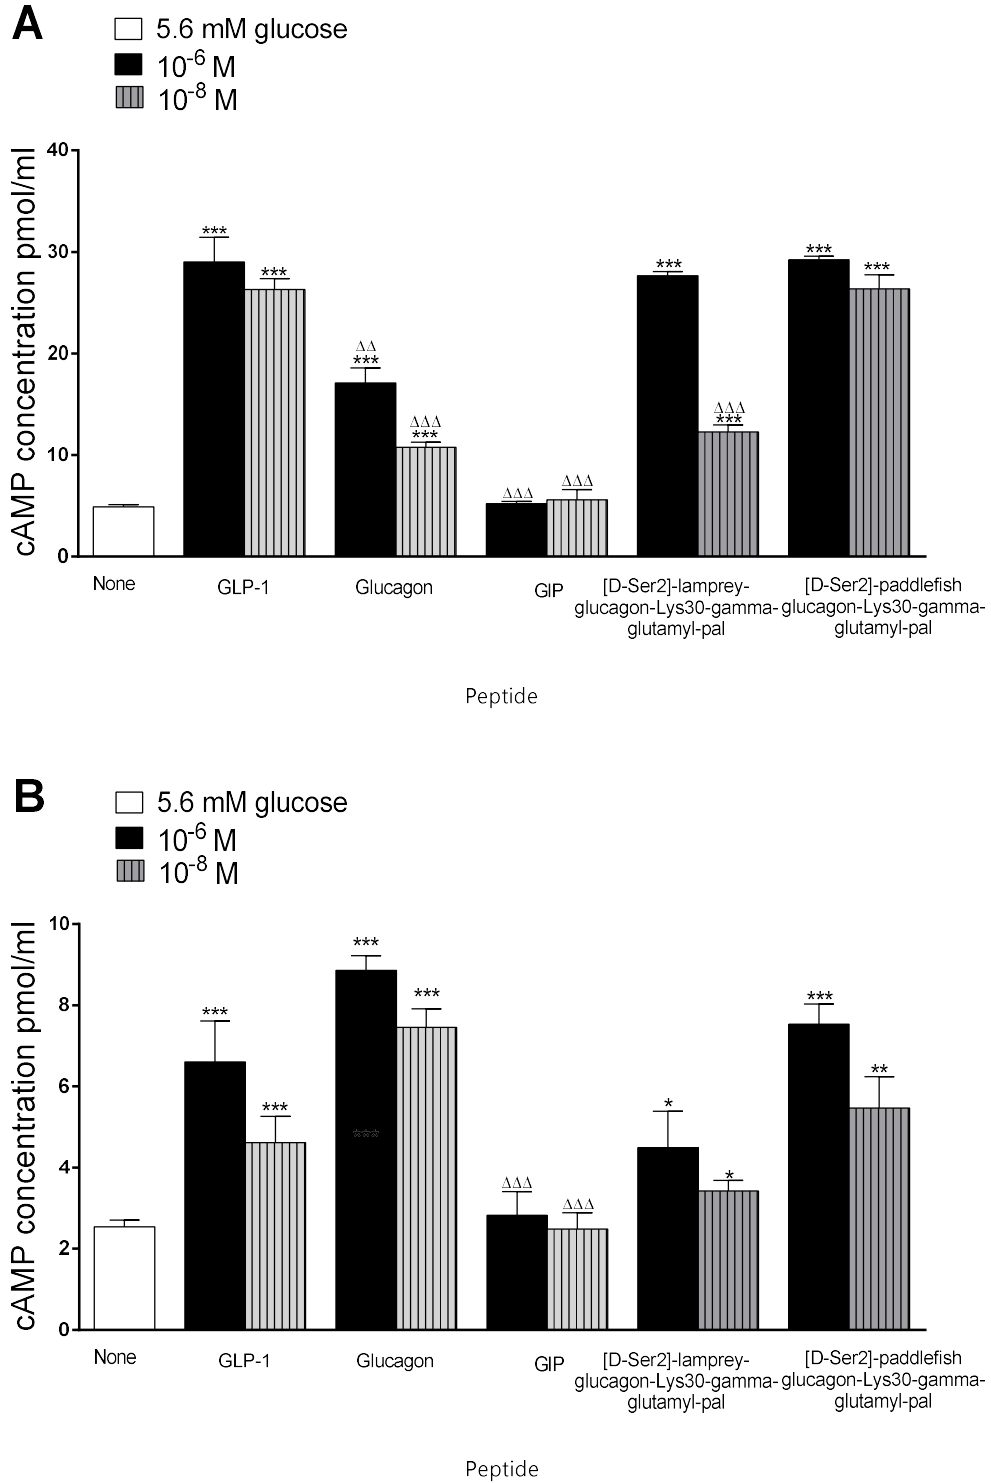 A
5.6 mM glucose
10-6 M
10-8 M
cAMP concentration pmol/ml
40
30
20
10
0
***
***
ΔΔ
***
ΔΔΔ
***
ΔΔΔ
ΔΔΔ
***
ΔΔΔ
***
***
***
None
GLP-1
Glucagon
GIP
[D-Ser2]-lamprey-
glucagon-Lys30-gamma-
glutamyl-pal
[D-Ser2]-paddlefish
glucagon-Lys30-gamma-
glutamyl-pal
Peptide
B
5.6 mM glucose
10-6 M
10-8 M
cAMP concentration pmol/ml
10
8
6
4
2
0
***
***
***
***
***
ΔΔΔ
ΔΔΔ
*
*
***
**
None
GLP-1
Glucagon
GIP
[D-Ser2]-lamprey-
glucagon-Lys30-gamma-
glutamyl-pal
[D-Ser2]-paddlefish
glucagon-Lys30-gamma-
glutamyl-pal
Peptide